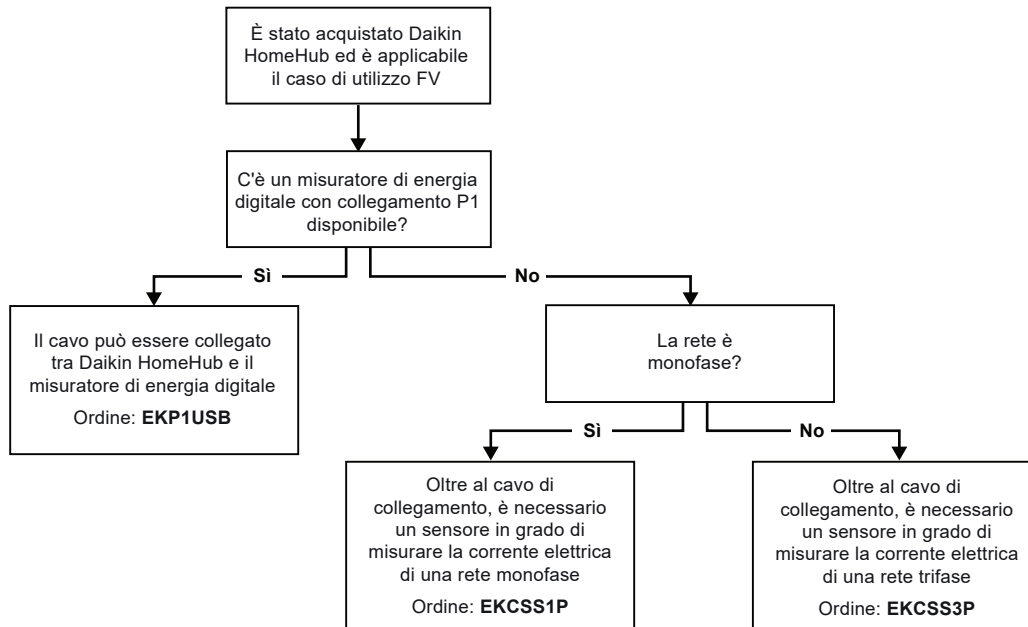 È stato acquistato Daikin
HomeHub ed è applicabile
il caso di utilizzo FV
C'è un misuratore di energia
digitale con collegamento P1
disponibile?
Sì
No
Il cavo può essere collegato
tra Daikin HomeHub e il
misuratore di energia digitale
Ordine: EKP1USB
La rete è
monofase?
Sì
No
Oltre al cavo di
collegamento, è necessario
un sensore in grado di
misurare la corrente elettrica
di una rete monofase
Ordine: EKCSS1P
Oltre al cavo di
collegamento, è necessario
un sensore in grado di
misurare la corrente elettrica
di una rete trifase
Ordine: EKCSS3P